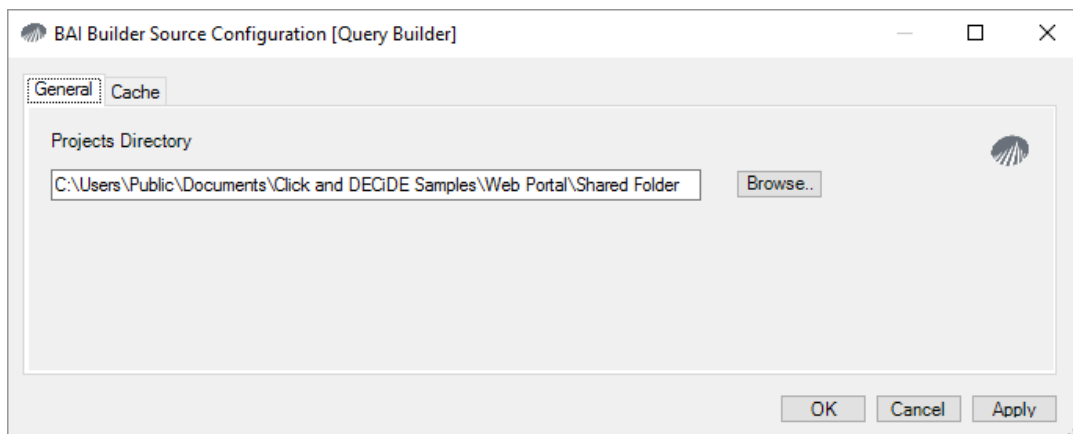 BAI Builder Source Configuration [Query Builder]
General Cache
Projects Directory
C:\Users\Public\Documents\Click and DECiDE Samples\Web Portal\Shared Folder Browse..
OK Cancel Apply